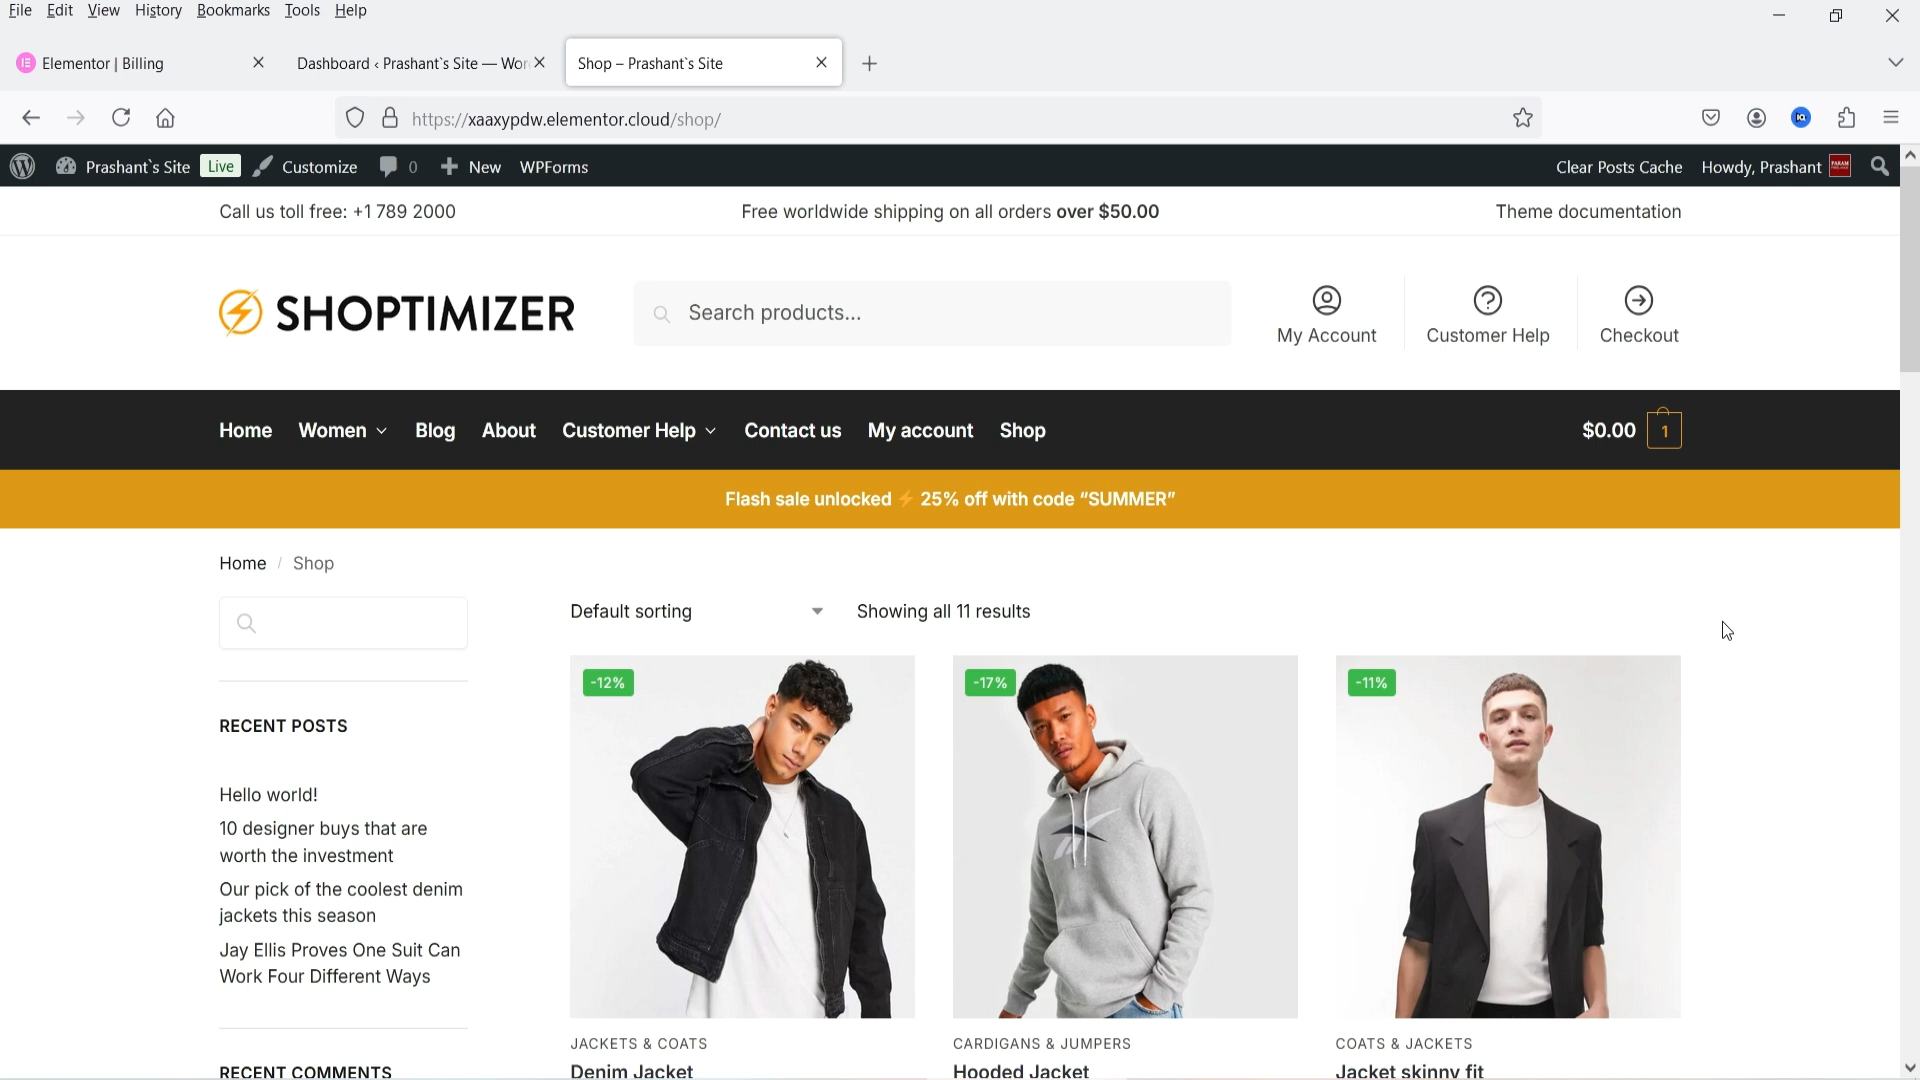 File Edit View History Bookmarks Tools Help
Elementor | Billing
Dashboard ‹ Prashant`s Site — Wor
Shop – Prashant`s Site
https://xaaxypdw.elementor.cloud/shop/
Prashant`s Site Live Customize 0 New WPForms Clear Posts Cache Howdy, Prashant
Call us toll free: +1 789 2000 Free worldwide shipping on all orders over $50.00 Theme documentation
SHOPTIMIZER
Search products...
My Account Customer Help Checkout
Home Women Blog About Customer Help Contact us My account Shop $0.00 1
Flash sale unlocked ⚡ 25% off with code “SUMMER”
Home / Shop
Default sorting Showing all 11 results
-12% -17% -11%
RECENT POSTS
Hello world!
10 designer buys that are
worth the investment
Our pick of the coolest denim
jackets this season
Jay Ellis Proves One Suit Can
Work Four Different Ways
RECENT COMMENTS
JACKETS & COATS CARDIGANS & JUMPERS COATS & JACKETS
Denim Jacket Hooded Jacket Jacket skinny fit